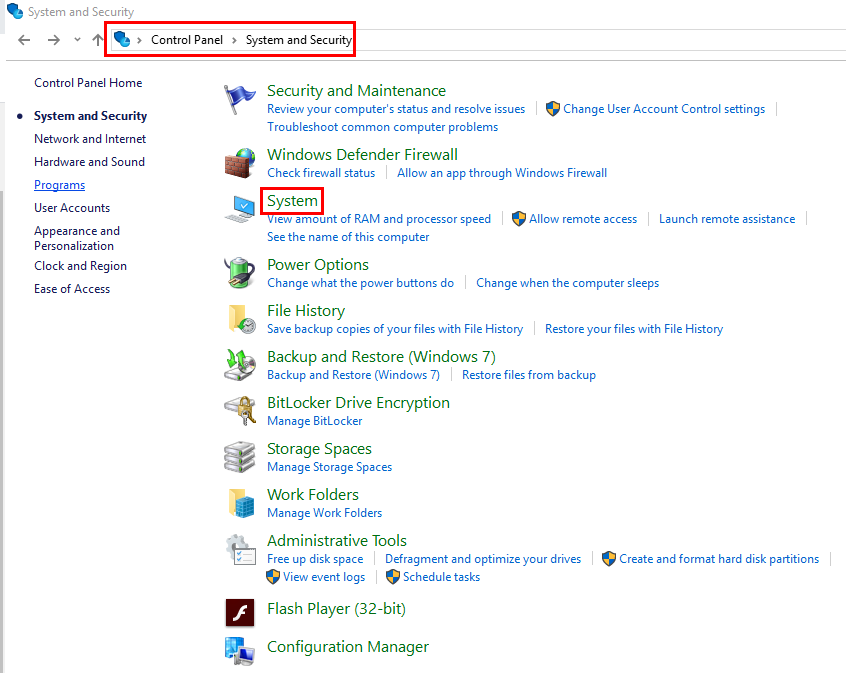 System and Security
Control Panel > System and Security
Control Panel Home
System and Security
Network and Internet
Hardware and Sound
Programs
User Accounts
Appearance and
Personalization
Clock and Region
Ease of Access
Security and Maintenance
Review your computer's status and resolve issues | Change User Account Control settings |
Troubleshoot common computer problems
Windows Defender Firewall
Check firewall status | Allow an app through Windows Firewall
System
View amount of RAM and processor speed | Allow remote access | Launch remote assistance |
See the name of this computer
Power Options
Change what the power buttons do | Change when the computer sleeps
File History
Save backup copies of your files with File History | Restore your files with File History
Backup and Restore (Windows 7)
Backup and Restore (Windows 7) | Restore files from backup
BitLocker Drive Encryption
Manage BitLocker
Storage Spaces
Manage Storage Spaces
Work Folders
Manage Work Folders
Administrative Tools
Free up disk space | Defragment and optimize your drives | Create and format hard disk partitions |
View event logs | Schedule tasks
Flash Player (32-bit)
Configuration Manager